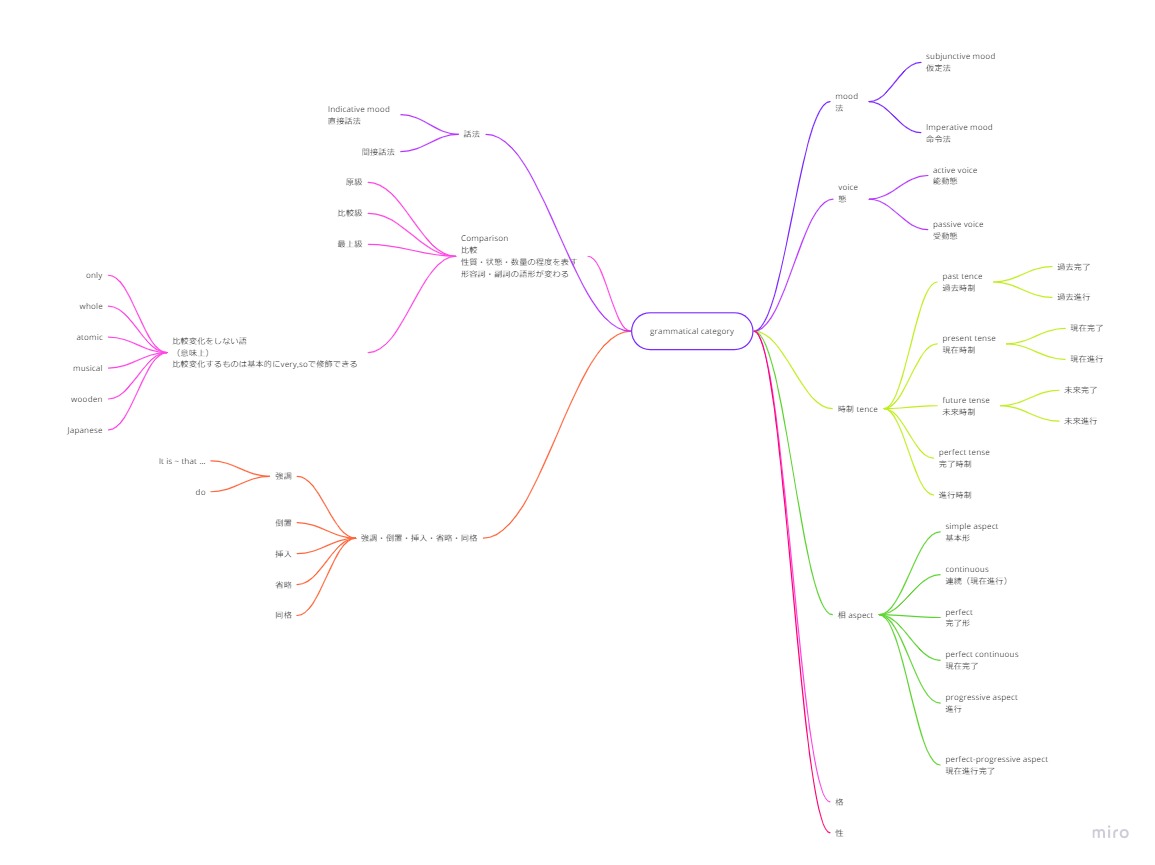 grammatical category
mood
法
subjunctive mood
仮定法
Imperative mood
命令法
voice
態
active voice
能動態
passive voice
受動態
時制 tence
past tence
過去時制
過去完了
過去進行
present tense
現在時制
現在完了
現在進行
future tense
未来時制
未来完了
未来進行
perfect tense
完了時制
進行時制
相 aspect
simple aspect
基本形
continuous
連続（現在進行）
perfect
完了形
perfect continuous
現在完了
progressive aspect
進行
perfect-progressive aspect
現在進行完了
格
性
話法
Indicative mood
直接話法
間接話法
Comparison
比較
性質・状態・数量の程度を表す
形容詞・副詞の語形が変わる
原級
比較級
最上級
比較変化をしない語
（意味上）
比較変化するものは基本的にvery,soで修飾できる
only
whole
atomic
musical
wooden
Japanese
強調・倒置・挿入・省略・同格
強調
It is ~ that ...
do
倒置
挿入
省略
同格
miro